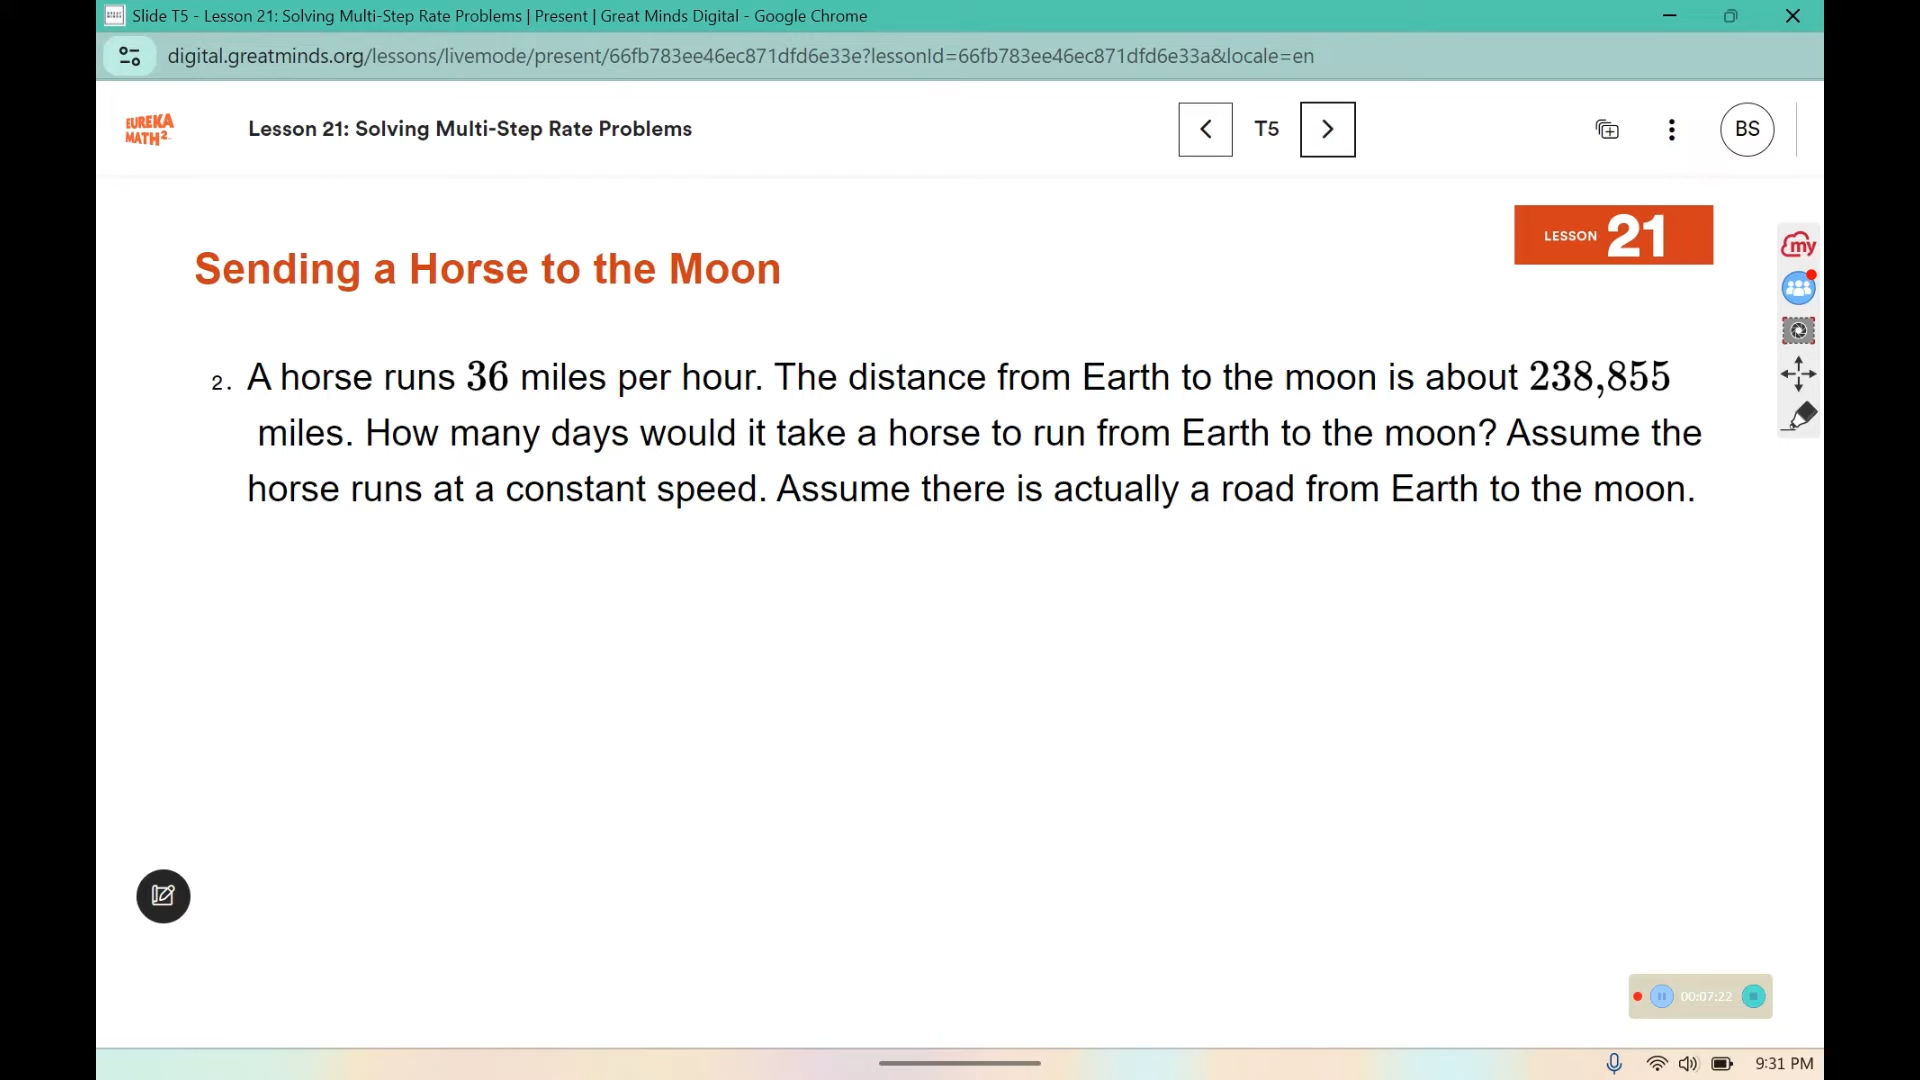 Slide T5 - Lesson 21: Solving Multi-Step Rate Problems | Present | Great Minds Digital - Google Chrome
digital.greatminds.org/lessons/livemode/present/66fb783ee46ec871dfd6e33e?lessonId=66fb783ee46ec871dfd6e33a&locale=en
EUREKA
MATH²
Lesson 21: Solving Multi-Step Rate Problems
T5
BS
LESSON 21
my
Sending a Horse to the Moon
2. A horse runs 36 miles per hour. The distance from Earth to the moon is about 238,855
miles. How many days would it take a horse to run from Earth to the moon? Assume the
horse runs at a constant speed. Assume there is actually a road from Earth to the moon.
00:07:22
9:31 PM